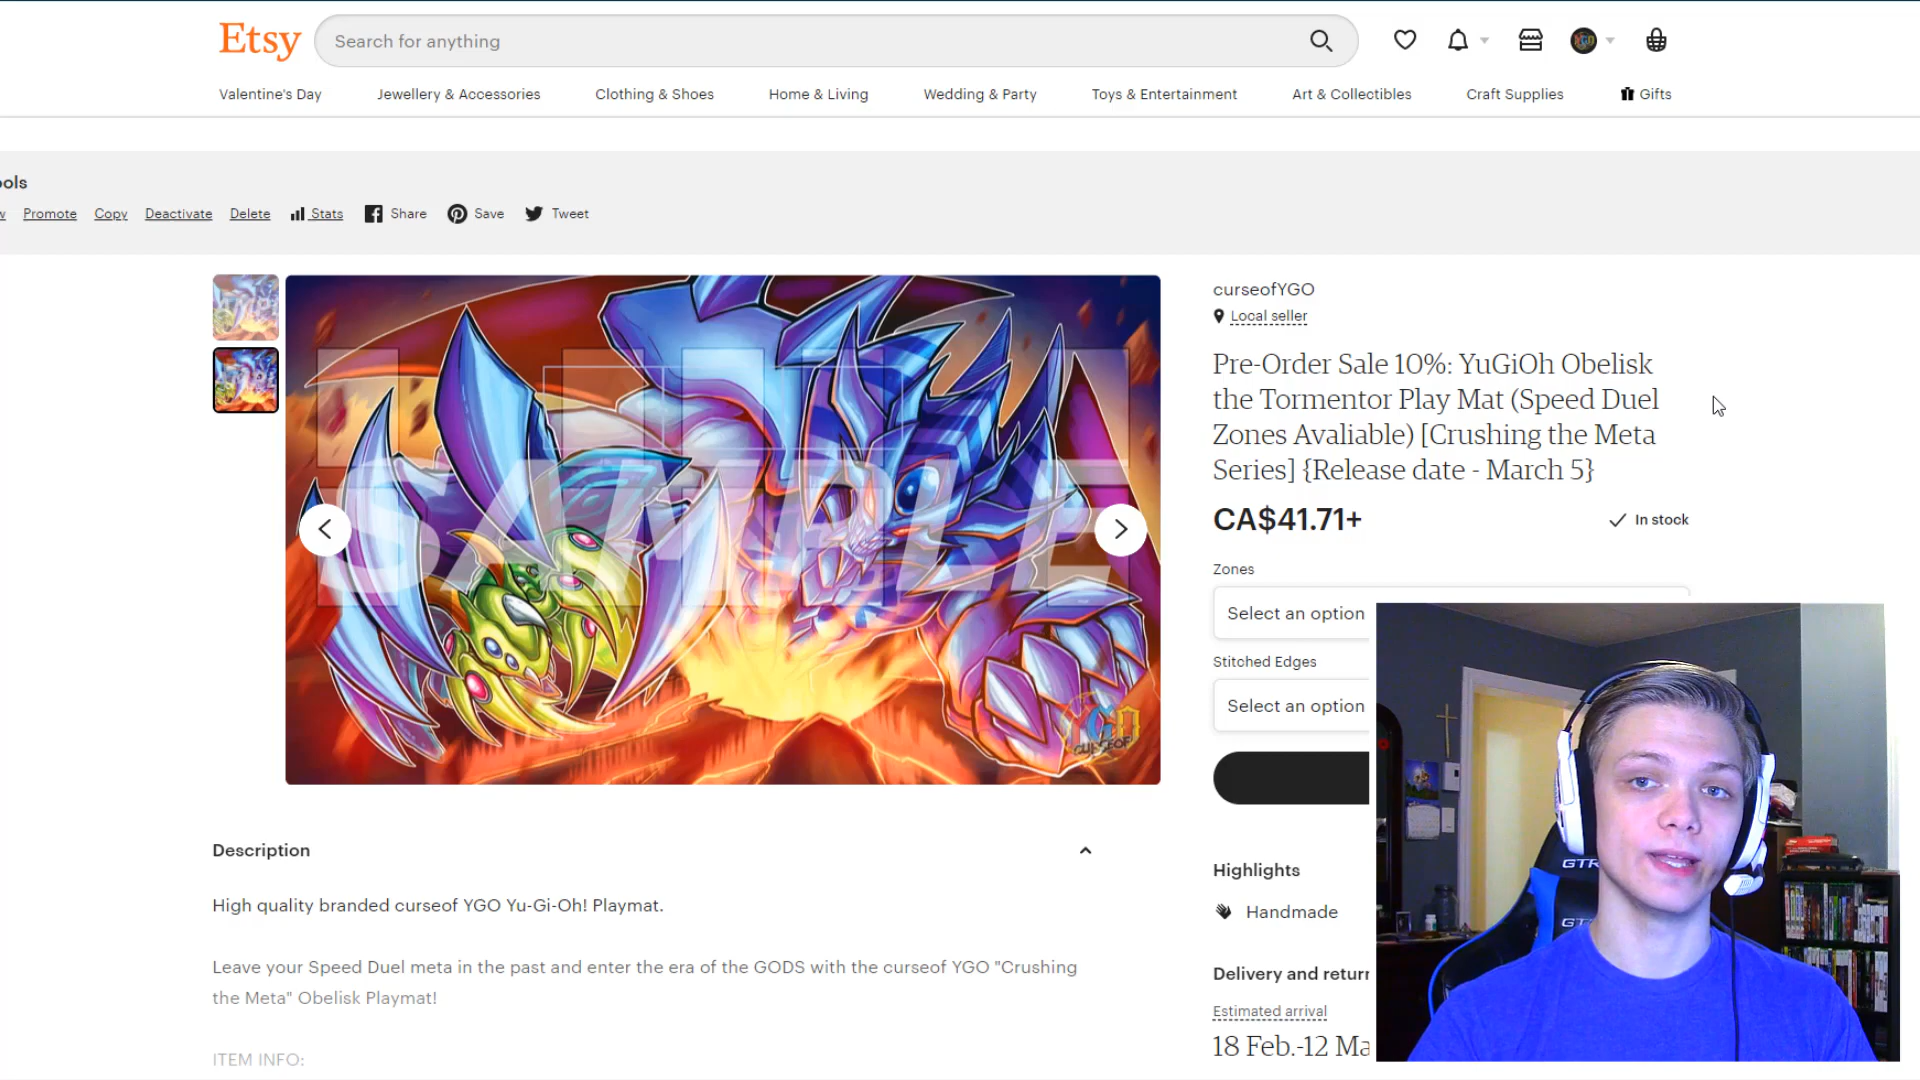 Etsy
Search for anything
Valentine's Day
Jewellery & Accessories
Clothing & Shoes
Home & Living
Wedding & Party
Toys & Entertainment
Art & Collectibles
Craft Supplies
Gifts
ools
Promote
Copy
Deactivate
Delete
Stats
Share
Save
Tweet
SAMPLE
YGO
CURSEOF
curseofYGO
Local seller
Pre-Order Sale 10%: YuGiOh Obelisk
the Tormentor Play Mat (Speed Duel
Zones Avaliable) [Crushing the Meta
Series] {Release date - March 5}
CA$41.71+
In stock
Zones
Select an option
Stitched Edges
Select an option
Highlights
Handmade
Delivery and return
Estimated arrival
18 Feb.-12 Ma
Description
High quality branded curseof YGO Yu-Gi-Oh! Playmat.
Leave your Speed Duel meta in the past and enter the era of the GODS with the curseof YGO "Crushing
the Meta" Obelisk Playmat!
ITEM INFO:
GTR
GT